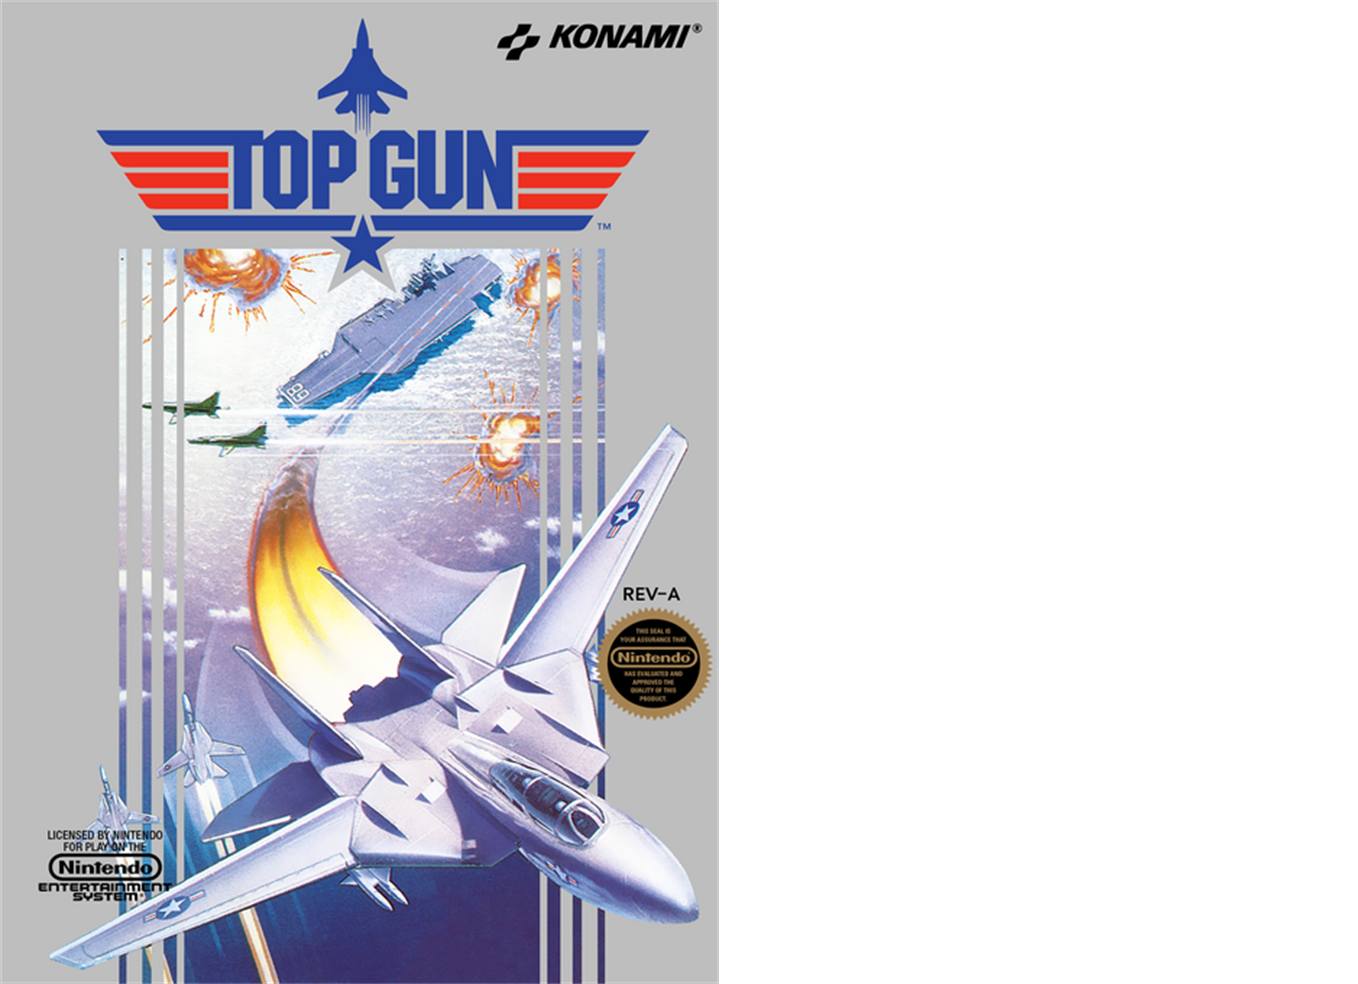 KONAMI®
TOP GUN
™
89
REV-A
THIS SEAL IS
YOUR ASSURANCE THAT
Nintendo
HAS EVALUATED AND
APPROVED THE
QUALITY OF THIS
PRODUCT.
LICENSED BY NINTENDO
FOR PLAY ON THE
Nintendo
ENTERTAINMENT
SYSTEM®